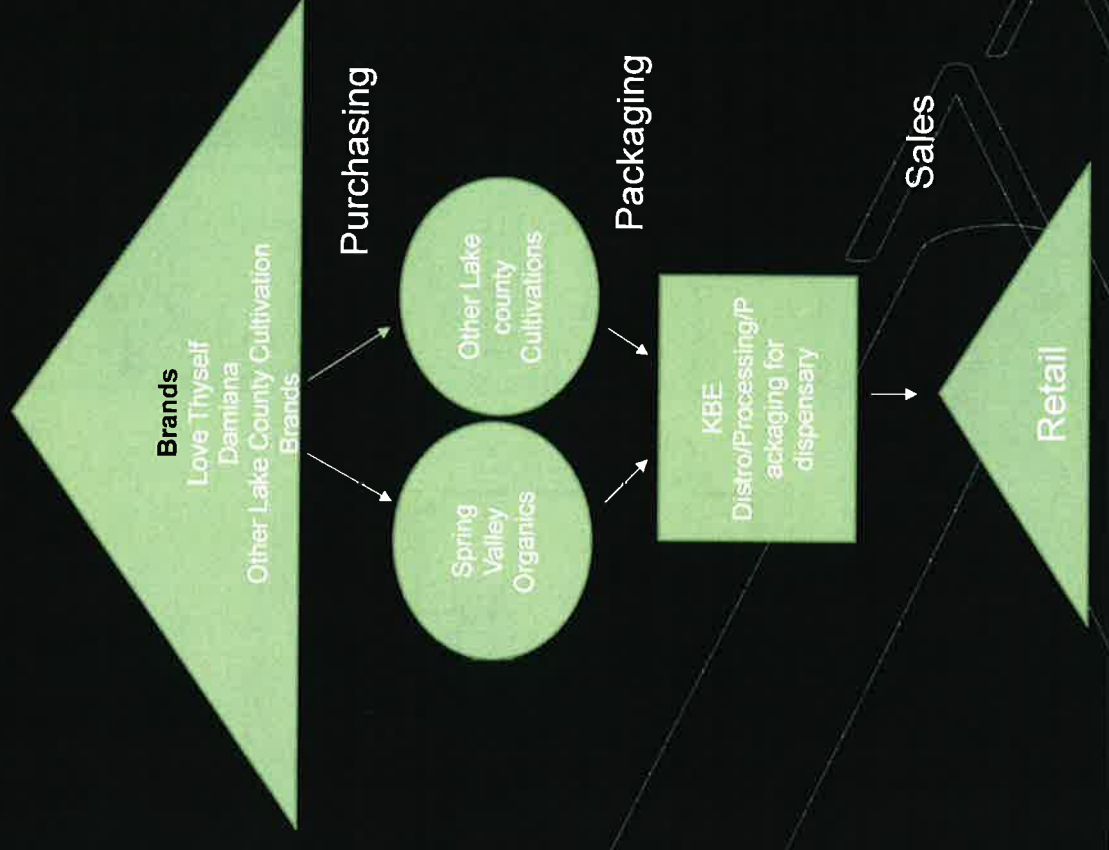 Brands
Love Thyself
Damiana
Other Lake County Cultivation
Brands
Purchasing
Spring
Valley
Organics
Other Lake
county
Cultivations
Packaging
KBE
Distro/Processing/P
ackaging for
dispensary
Sales
Retail